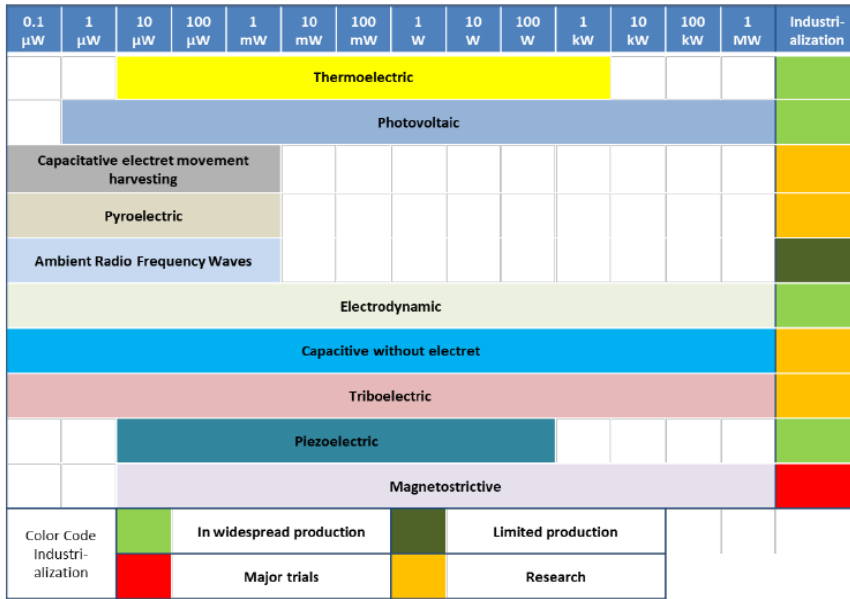 0.1 1 10 100 1 10 100 1 10 100 1 10 100 1 Industri-
µW µW µW µW mW mW mW W W W kW kW kW MW alization
Thermoelectric
Photovoltaic
Capacitative electret movement
harvesting
Pyroelectric
Ambient Radio Frequency Waves
Electrodynamic
Capacitive without electret
Triboelectric
Piezoelectric
Magnetostrictive
Color Code
Industri-
alization
In widespread production
Limited production
Major trials
Research